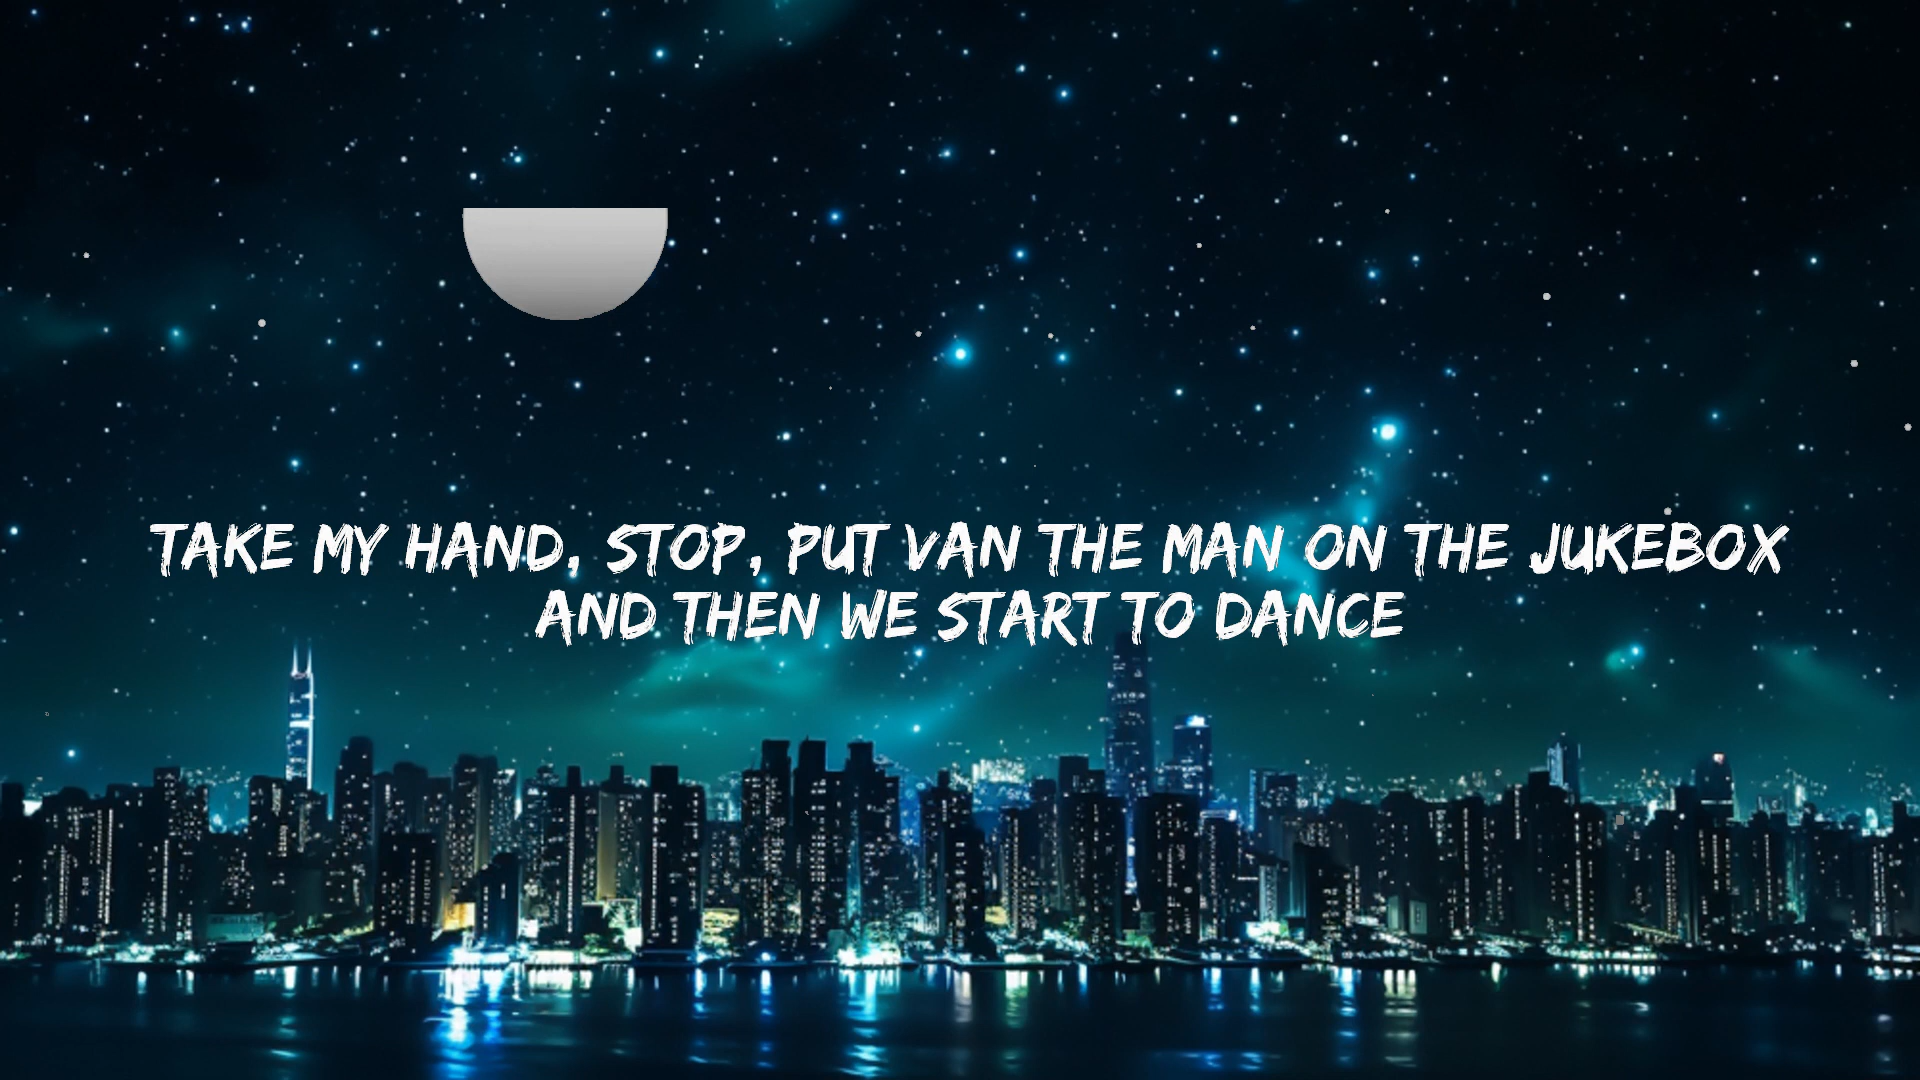 TAKE MY HAND, STOP, PUT VAN THE MAN ON THE JUKEBOX
AND THEN WE START TO DANCE